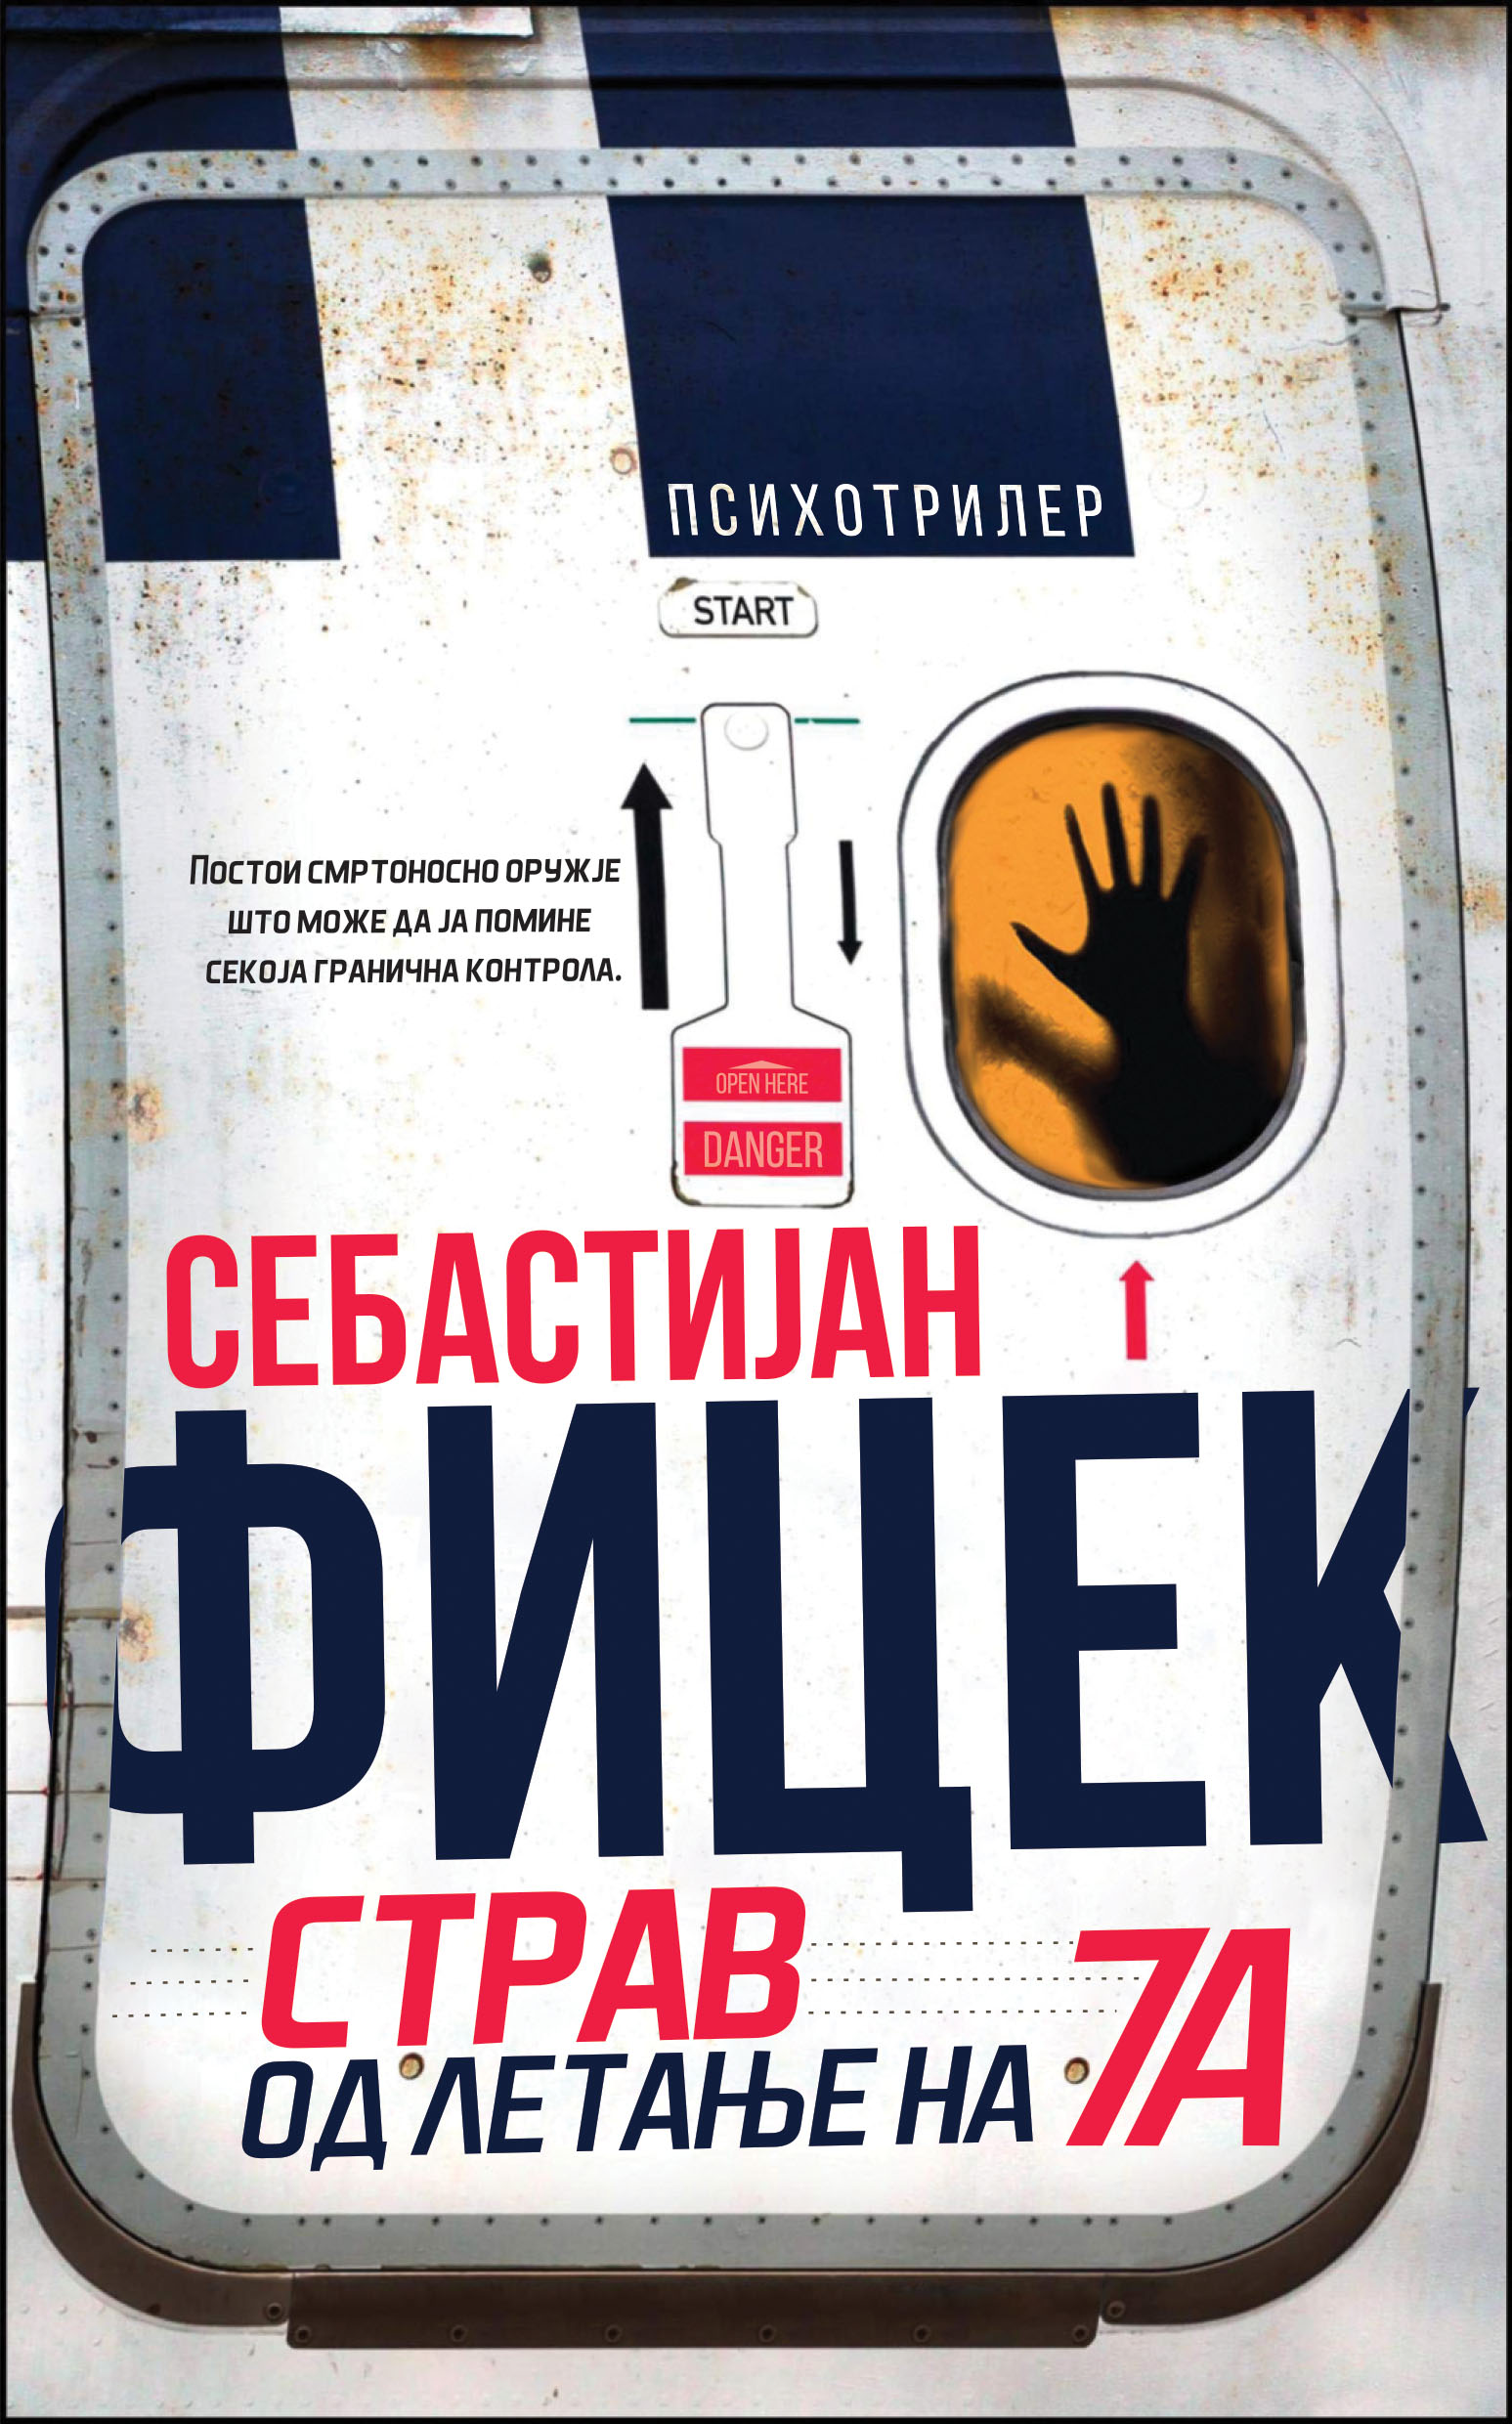 ПСИХОТРИЛЕР
START
Постои смртоносно оружје
што може да ја помине
секоја гранична контрола.
OPEN HERE
DANGER
СЕБАСТИЈАН
ФИЦЕК
СТРАВ
ОД ЛЕТАЊЕ НА 7А